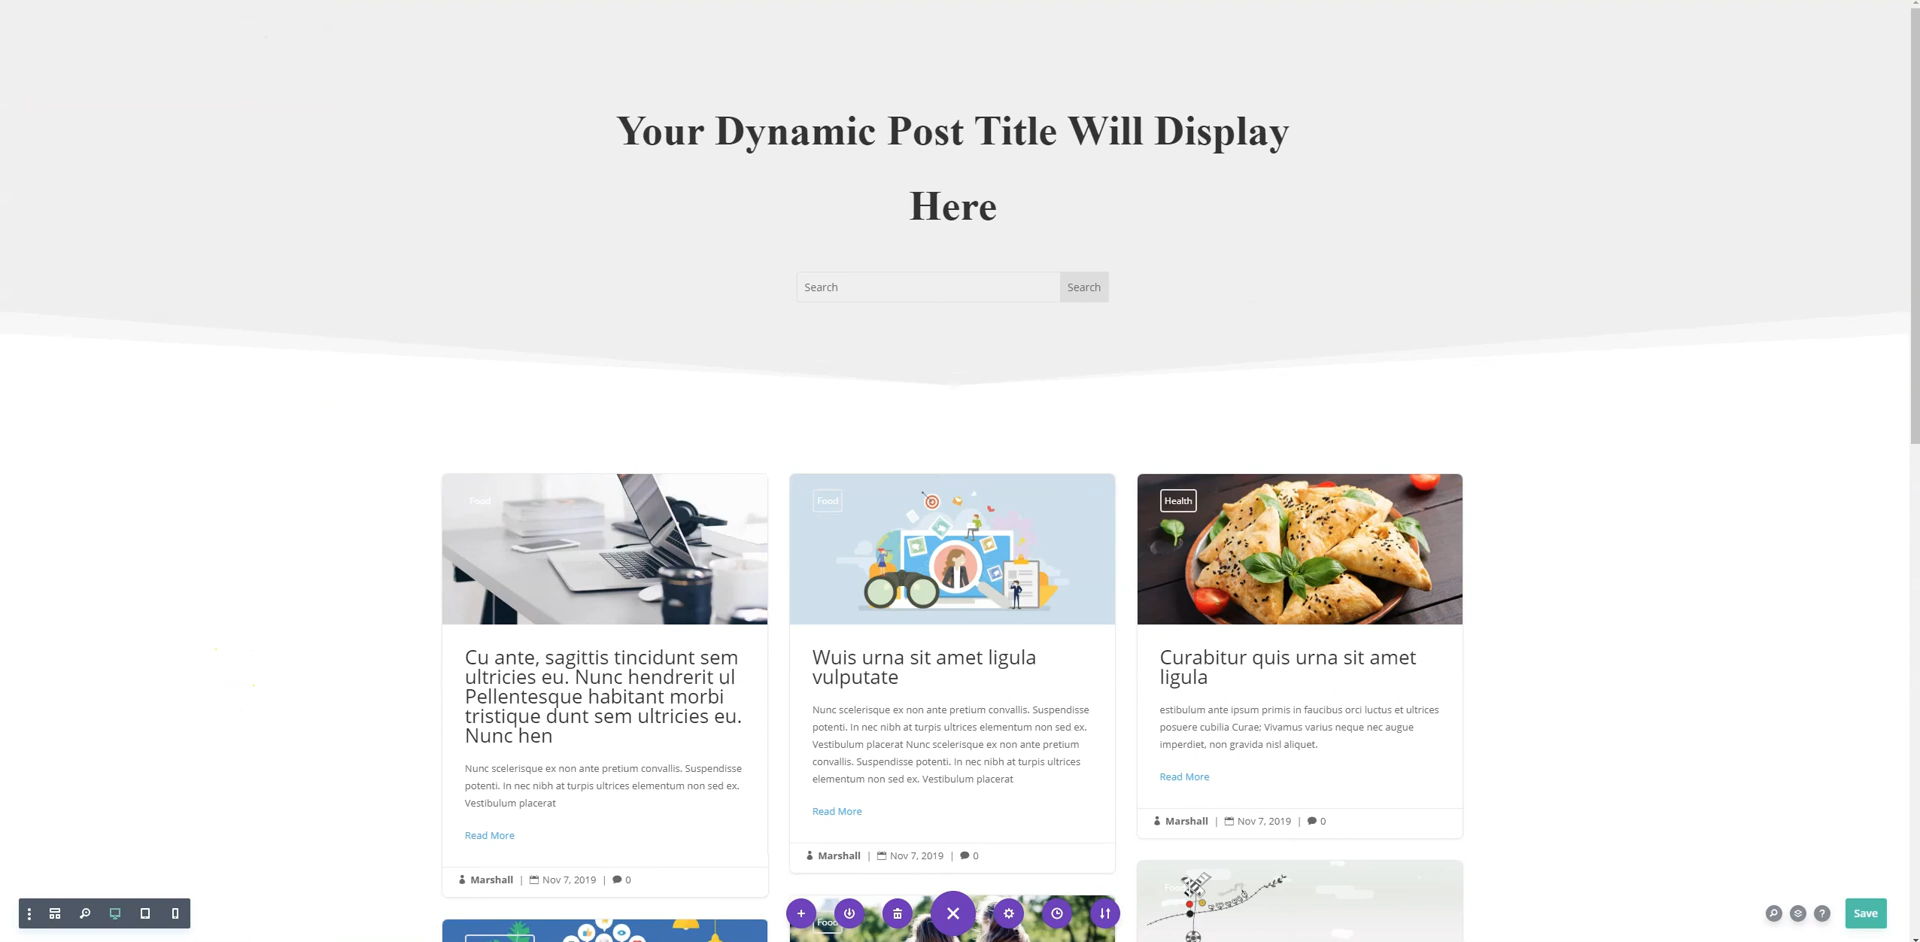 Your Dynamic Post Title Will Display
Here
Search
Search
Food
Food
Health
Cu ante, sagittis tincidunt sem
ultricies eu. Nunc hendrerit ul
Pellentesque habitant morbi
tristique dunt sem ultricies eu.
Nunc hen
Nunc scelerisque ex non ante pretium convallis. Suspendisse
potenti. In nec nibh at turpis ultrices elementum non sed ex.
Vestibulum placerat
Read More
Marshall | Nov 7, 2019 | 0
Wuis urna sit amet ligula
vulputate
Nunc scelerisque ex non ante pretium convallis. Suspendisse
potenti. In nec nibh at turpis ultrices elementum non sed ex.
Vestibulum placerat Nunc scelerisque ex non ante pretium
convallis. Suspendisse potenti. In nec nibh at turpis ultrices
elementum non sed ex. Vestibulum placerat
Read More
Marshall | Nov 7, 2019 | 0
Curabitur quis urna sit amet
ligula
estibulum ante ipsum primis in faucibus orci luctus et ultrices
posuere cubilia Curae; Vivamus varius neque nec augue
imperdiet, non gravida nisl aliquet.
Read More
Marshall | Nov 7, 2019 | 0
Food
Food
Save